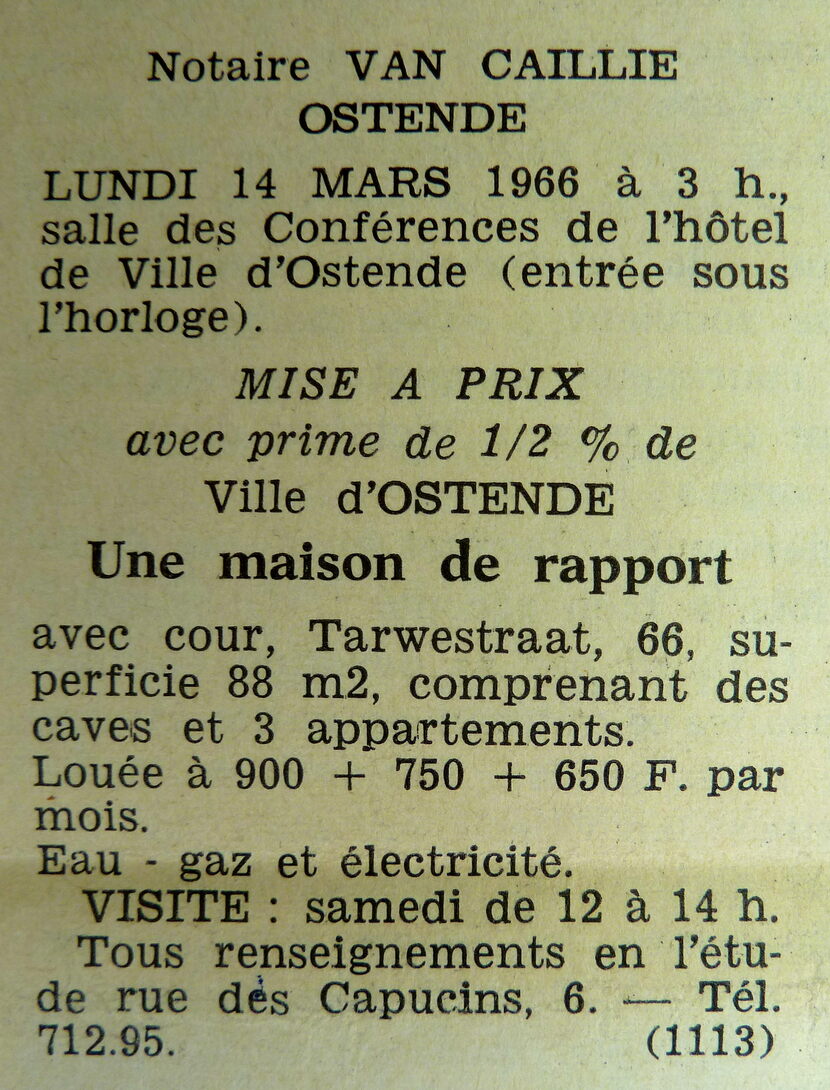 Notaire VAN CAILLIE
OSTENDE
LUNDI 14 MARS 1966 à 3 h.,
salle des Conférences de l'hôtel
de Ville d'Ostende (entrée sous
l'horloge).
MISE A PRIX
avec prime de 1/2 % de
Ville d'OSTENDE
Une maison de rapport
avec cour, Tarwestraat, 66, su-
perficie 88 m2, comprenant des
caves et 3 appartements.
Louée à 900 + 750 + 650 F. par
mois.
Eau - gaz et électricité.
VISITE : samedi de 12 à 14 h.
Tous renseignements en l'étu-
de rue des Capucins, 6. — Tél.
712.95. (1113)